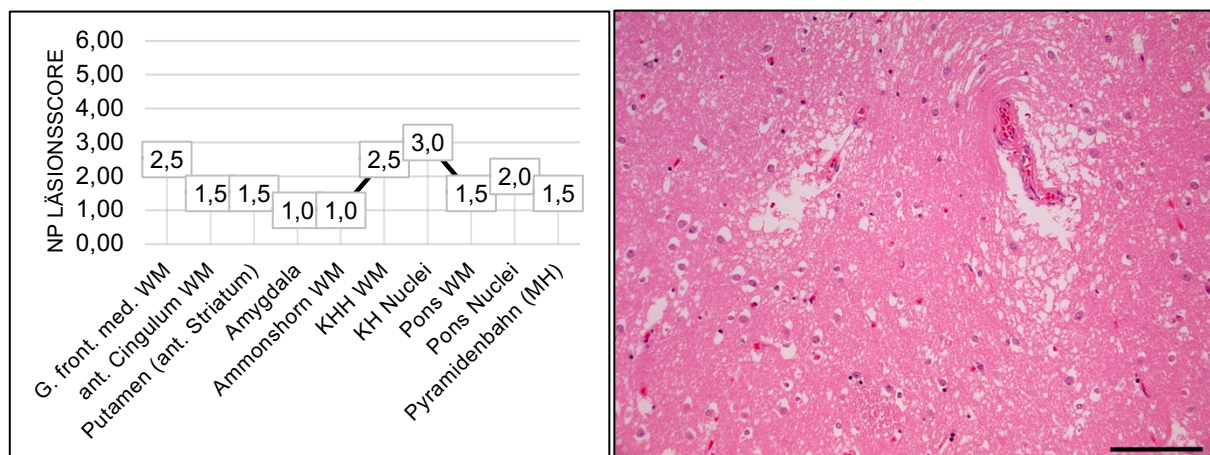 NP LÄSIONSSCORE
6,00
5,00
4,00
3,00
2,00
1,00
0,00
2,5
1,5
1,5
1,0
1,0
2,5
3,0
1,5
2,0
1,5
G. front. med. WM
ant. Cingulum WM
Putamen (ant. Striatum)
Amygdala
Ammonshorn WM
KHH WM
KH Nuclei
Pons WM
Pons Nuclei
Pyramidenbahn (MH)